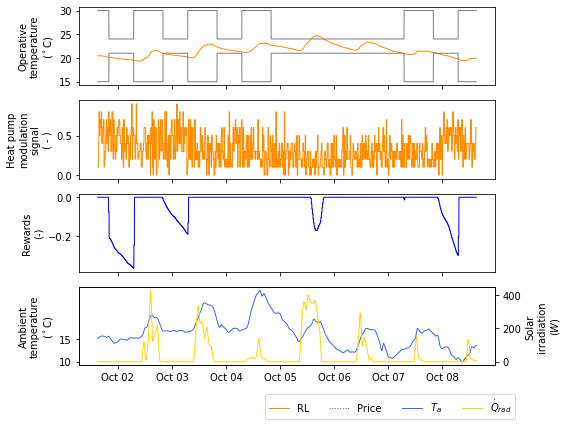 Operative
temperature
(°C)
30
25
20
15
Heat pump
modulation
signal
( - )
0.5
0.0
Rewards
(-)
0.0
−0.2
Ambient
temperature
(°C)
15
10
400
200
0
Solar
irradiation
(W)
Oct 02 Oct 03 Oct 04 Oct 05 Oct 06 Oct 07 Oct 08
RL Price T_a Q̇_rad